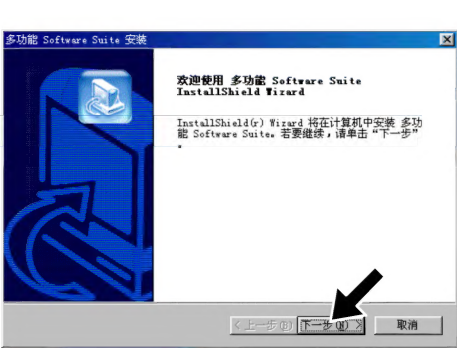 多功能 Software Suite 安装
欢迎使用 多功能 Software Suite
InstallShield Wizard
InstallShield(r) Wizard 将在计算机中安装 多功
能 Software Suite。若要继续，请单击“下一步”
。
< 上一步(B)
下一步(N) >
取消